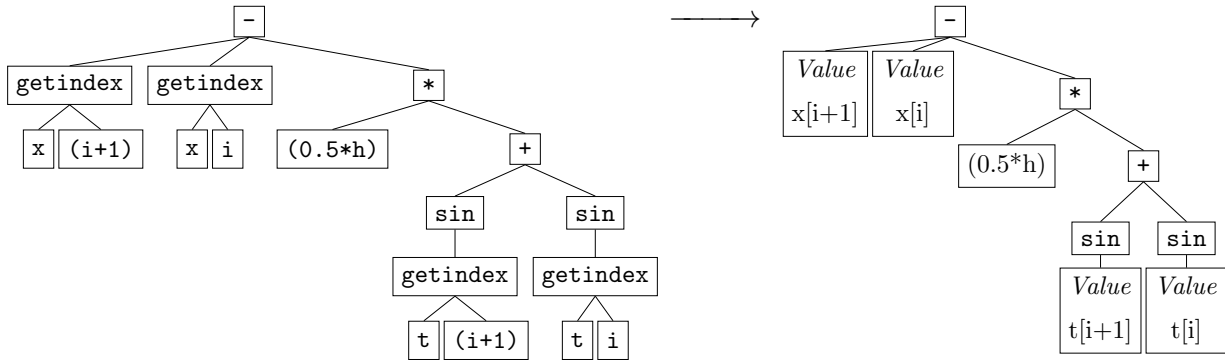 - -
getindex getindex * Value Value
x[i+1] x[i] *
x (i+1) x i (0.5*h) +
(0.5*h) +
sin sin
sin sin
getindex getindex Value Value
t[i+1] t[i]
t (i+1) t i